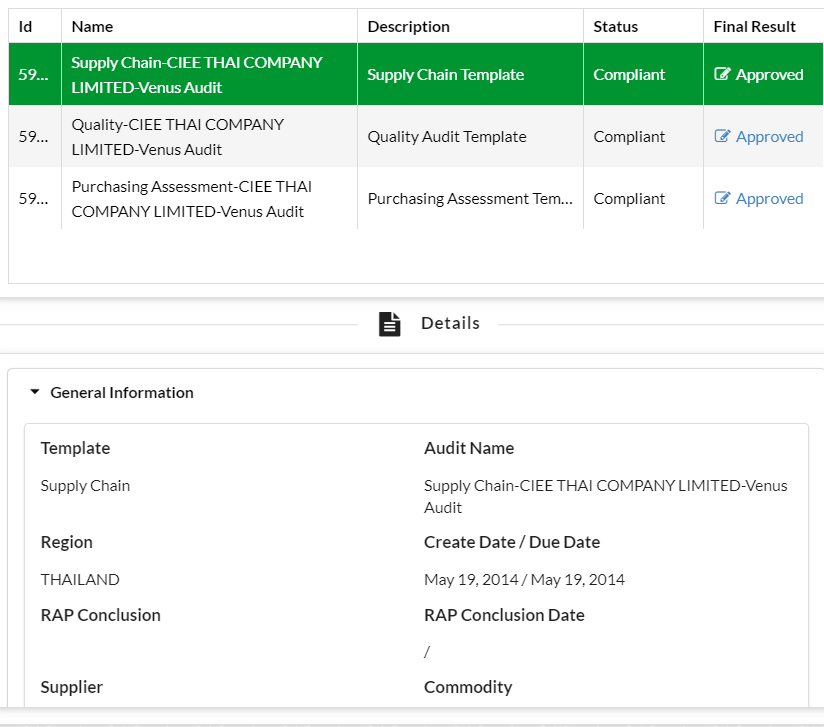 Id Name Description Status Final Result
59... Supply Chain-CIEE THAI COMPANY LIMITED-Venus Audit Supply Chain Template Compliant Approved
59... Quality-CIEE THAI COMPANY LIMITED-Venus Audit Quality Audit Template Compliant Approved
59... Purchasing Assessment-CIEE THAI COMPANY LIMITED-Venus Audit Purchasing Assessment Tem... Compliant Approved
Details
General Information
Template Audit Name
Supply Chain Supply Chain-CIEE THAI COMPANY LIMITED-Venus
Audit
Region Create Date / Due Date
THAILAND May 19, 2014 / May 19, 2014
RAP Conclusion RAP Conclusion Date
/
Supplier Commodity